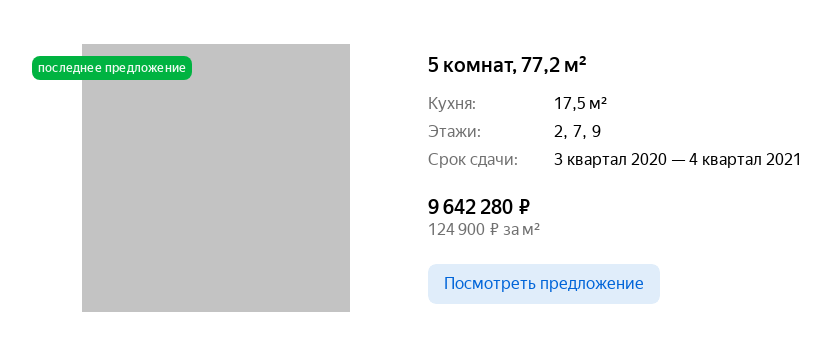 последнее предложение
5 комнат, 77,2 м²
Кухня: 17,5 м²
Этажи: 2, 7, 9
Срок сдачи: 3 квартал 2020 — 4 квартал 2021
9 642 280 ₽
124 900 ₽ за м²
Посмотреть предложение